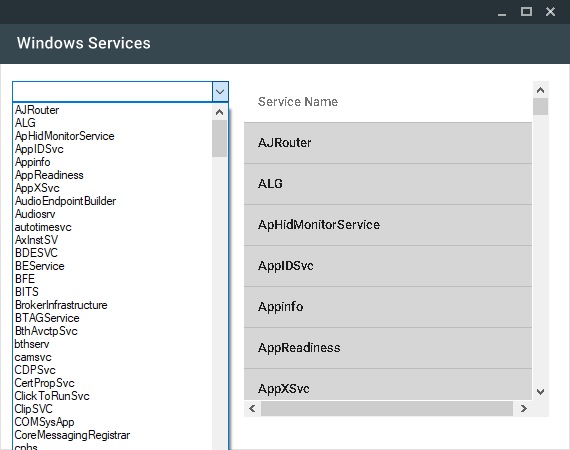 Windows Services
AJRouter
ALG
ApHidMonitorService
AppIDSvc
Appinfo
AppReadiness
AppXSvc
AudioEndpointBuilder
Audiosrv
autotimesvc
AxInstSV
BDESVC
BEService
BFE
BITS
BrokerInfrastructure
BTAGService
BthAvctpSvc
bthserv
camsvc
CDPSvc
CertPropSvc
ClickToRunSvc
ClipSVC
COMSysApp
CoreMessagingRegistrar
Service Name
AJRouter
ALG
ApHidMonitorService
AppIDSvc
Appinfo
AppReadiness
AppXSvc